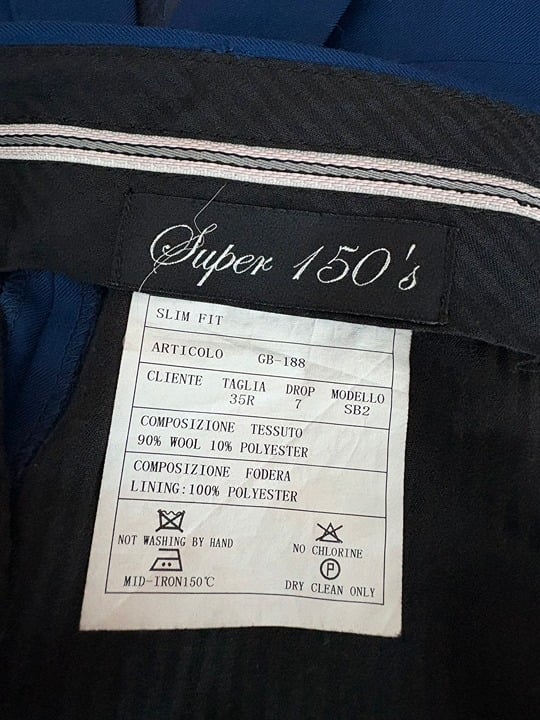 Super 150's
SLIM FIT
ARTICOLO GB-188
CLIENTE TAGLIA DROP MODELLO
35R 7 SB2
COMPOSIZIONE TESSUTO
90% WOOL 10% POLYESTER
COMPOSIZIONE FODERA
LINING:100% POLYESTER
NOT WASHING BY HAND NO CHLORINE
P
MID-IRON150℃ DRY CLEAN ONLY